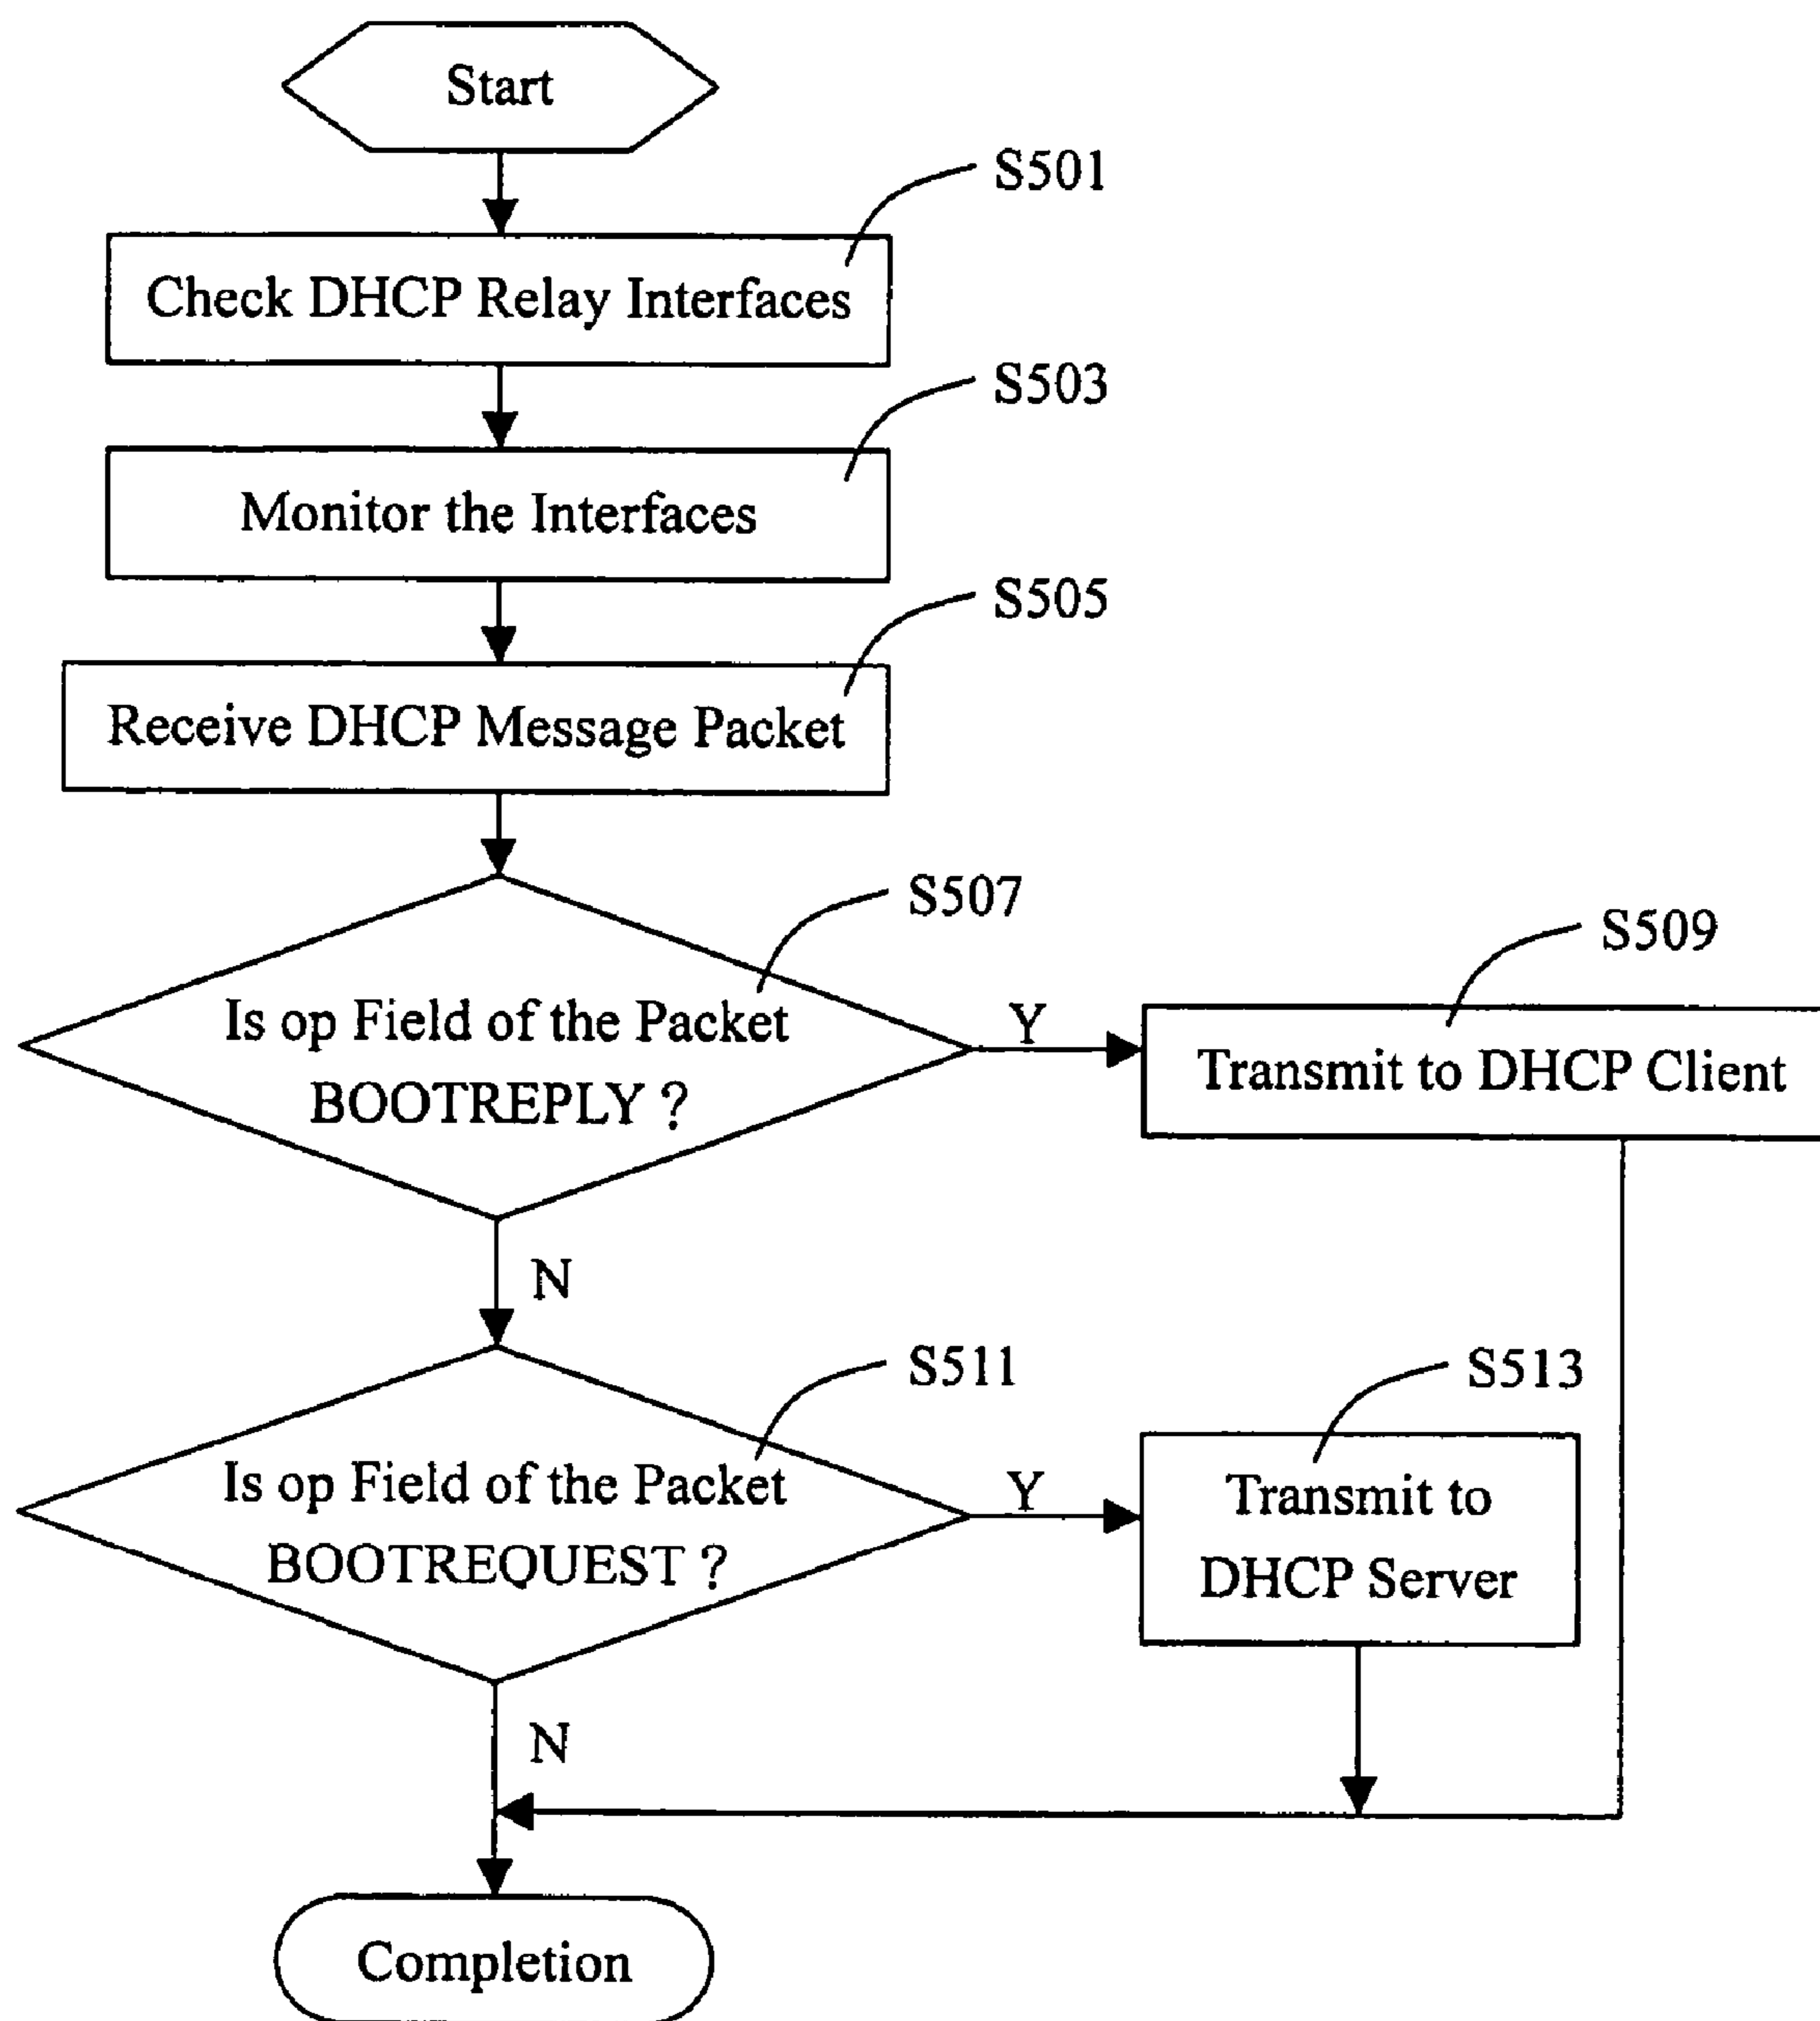 Start
S501
Check DHCP Relay Interfaces
S503
Monitor the Interfaces
S505
Receive DHCP Message Packet
S507
Is op Field of the Packet
BOOTREPLY ?
Y
S509
Transmit to DHCP Client
N
S511
Is op Field of the Packet
BOOTREQUEST ?
Y
S513
Transmit to
DHCP Server
N
Completion